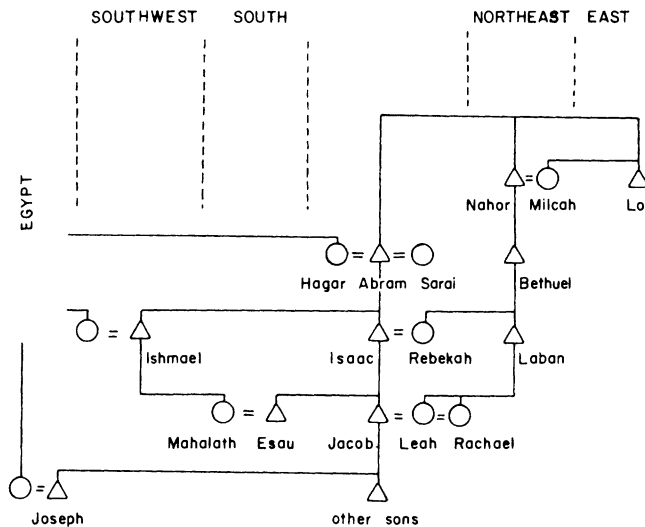 SOUTHWEST SOUTH NORTHEAST EAST
EGYPT
Nahor Milcah Lo
Hagar Abram Sarai Bethuel
Ishmael Isaac Rebekah Laban
Mahalath Esau Jacob Leah Rachael
Joseph other sons